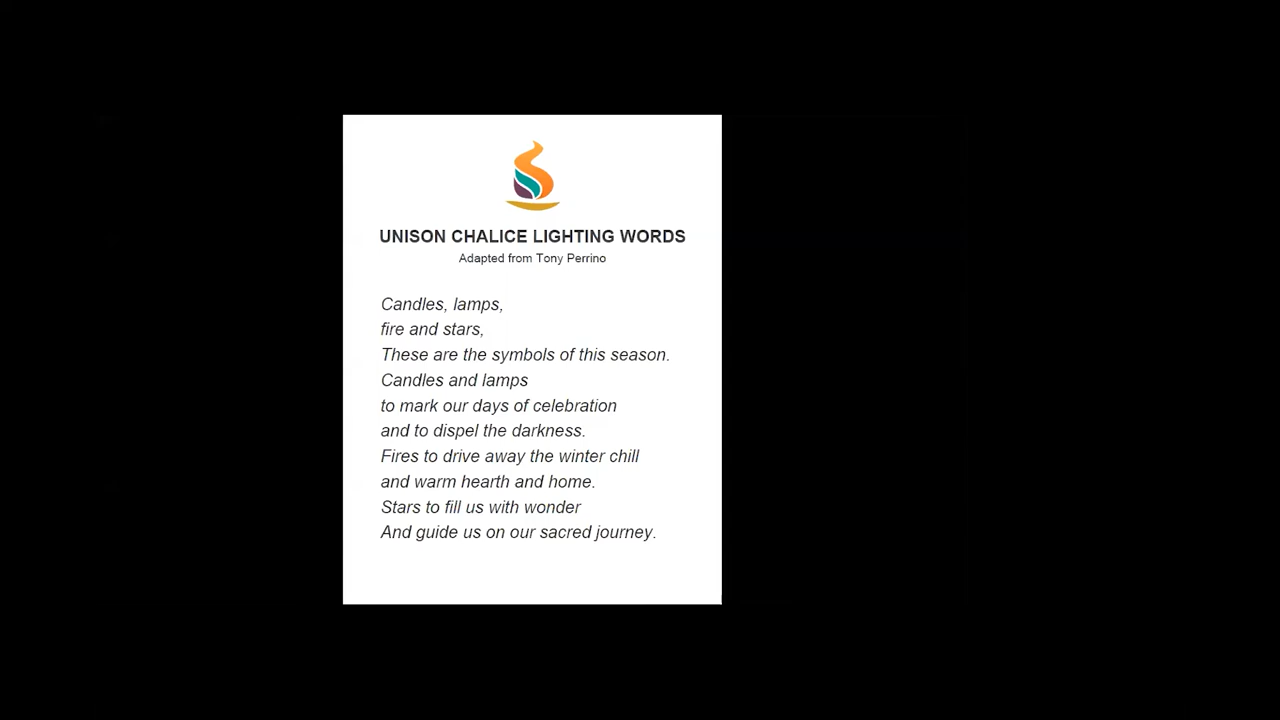 UNISON CHALICE LIGHTING WORDS
Adapted from Tony Perrino
Candles, lamps,
fire and stars,
These are the symbols of this season.
Candles and lamps
to mark our days of celebration
and to dispel the darkness.
Fires to drive away the winter chill
and warm hearth and home.
Stars to fill us with wonder
And guide us on our sacred journey.